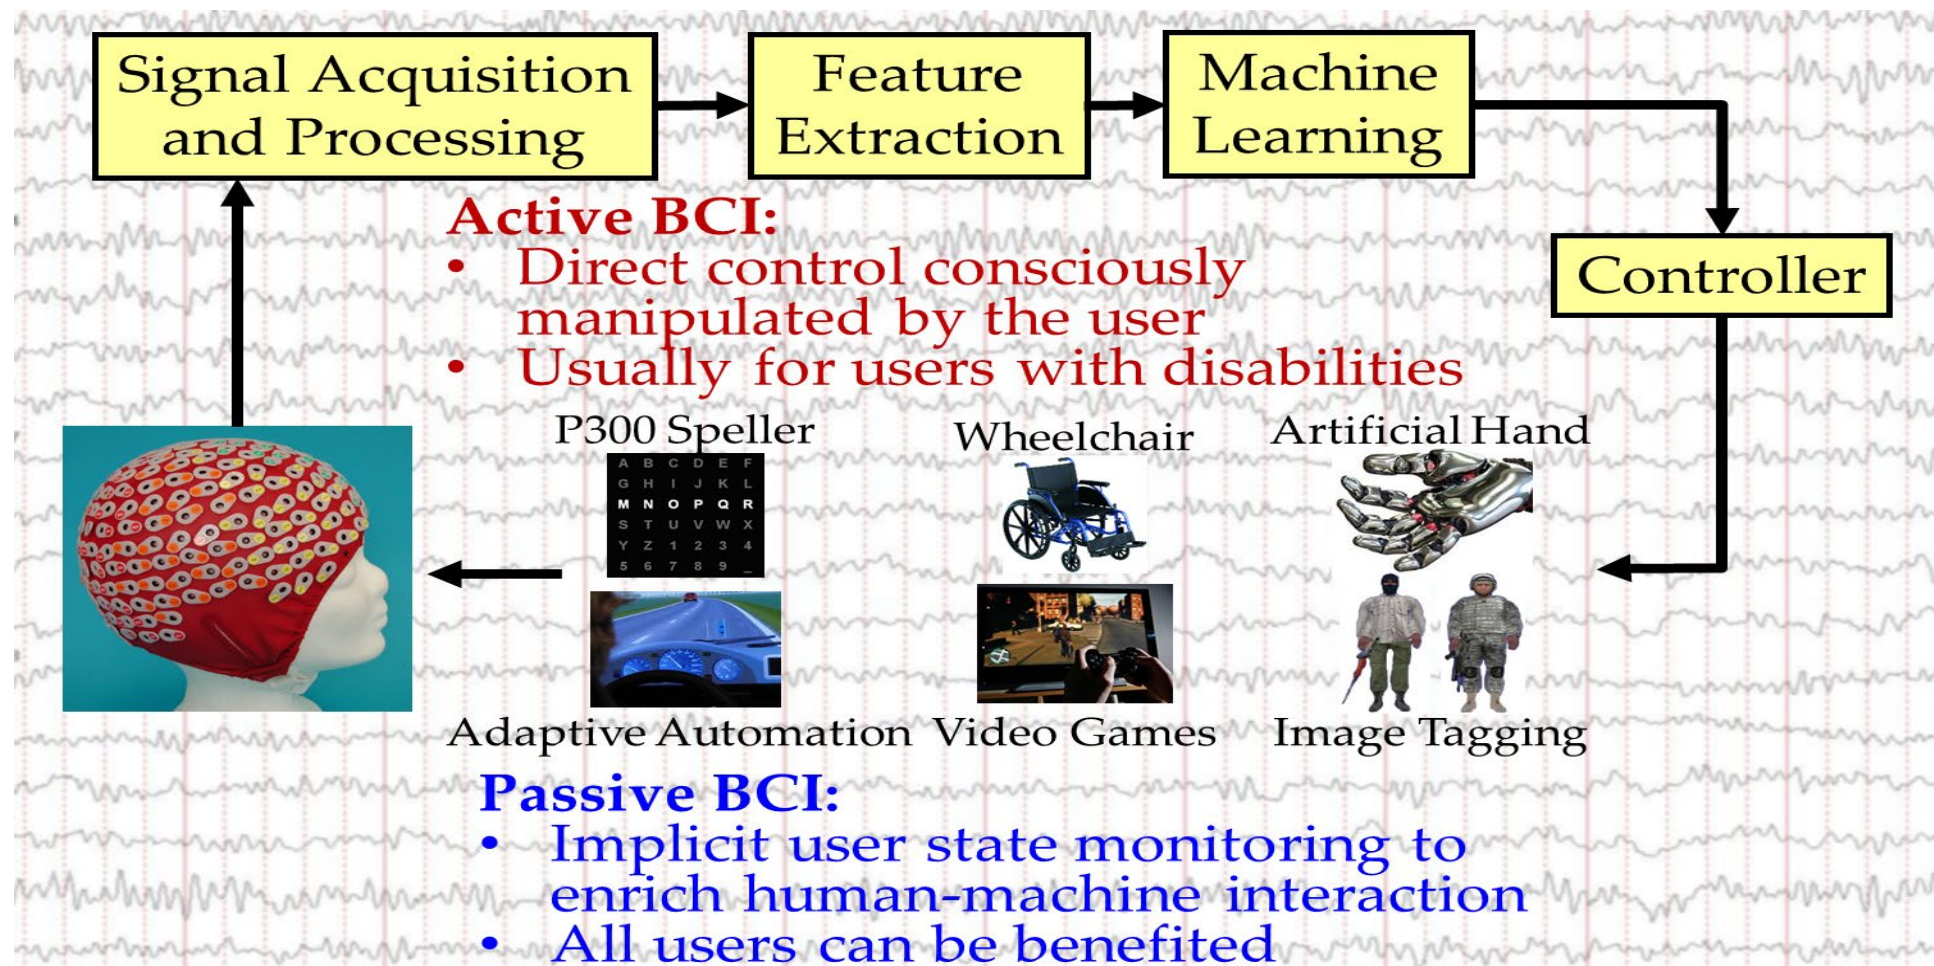 Signal Acquisition
and Processing
Feature
Extraction
Machine
Learning
Controller
Active BCI:
• Direct control consciously
manipulated by the user
• Usually for users with disabilities
P300 Speller
Wheelchair
Artificial Hand
A B C D E F
G H I J K L
M N O P Q R
S T U V W X
Y Z 1 2 3 4
5 6 7 8 9 _
Adaptive Automation
Video Games
Image Tagging
Passive BCI:
• Implicit user state monitoring to
enrich human-machine interaction
• All users can be benefited